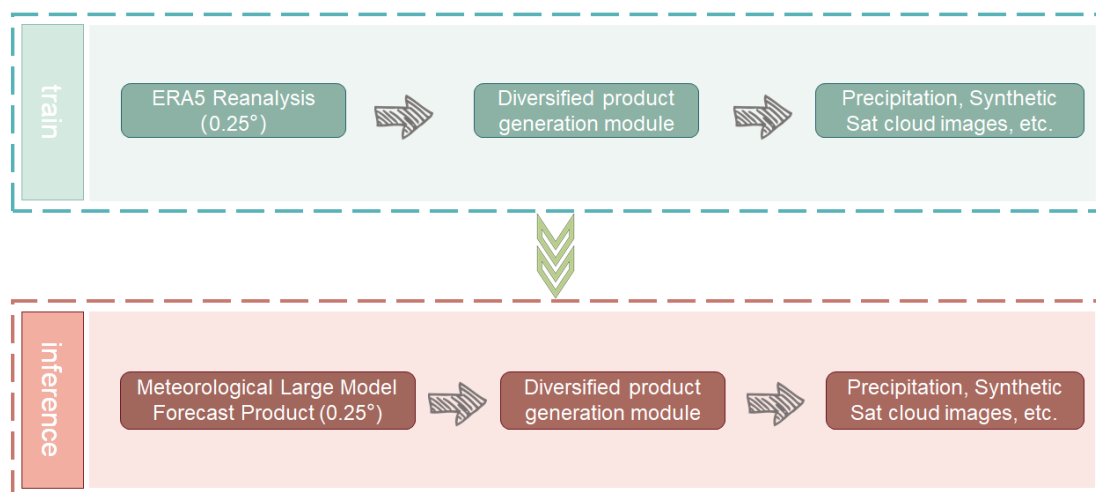 train
ERA5 Reanalysis
(0.25°)
Diversified product
generation module
Precipitation, Synthetic
Sat cloud images, etc.
inference
Meteorological Large Model
Forecast Product (0.25°)
Diversified product
generation module
Precipitation, Synthetic
Sat cloud images, etc.